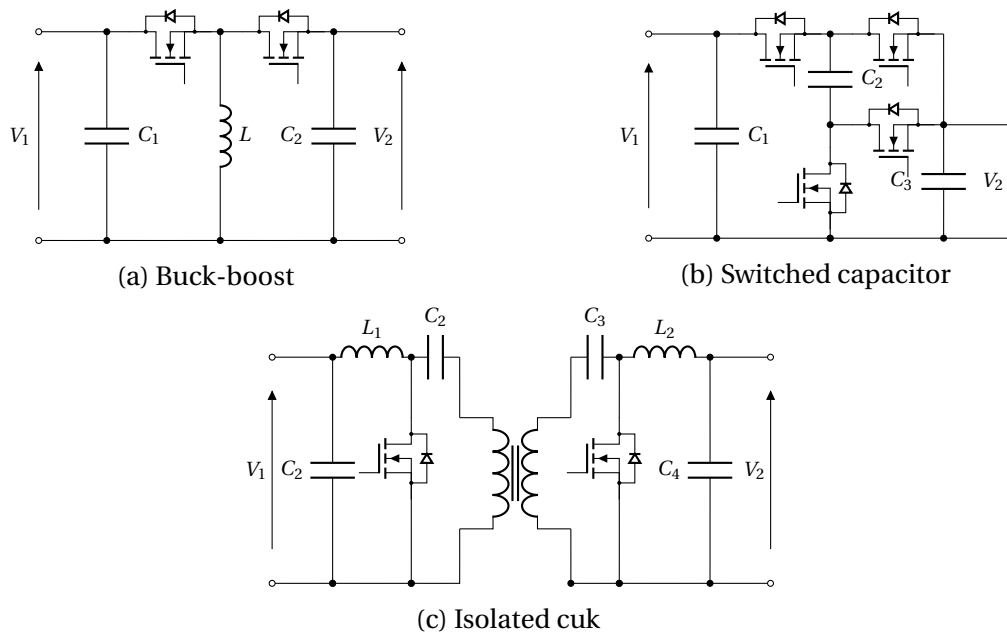 V1 C1 L C2 V2
(a) Buck-boost
V1 C1 C2 C3 V2
(b) Switched capacitor
L1 C2 C3 L2
V1 C2 C4 V2
(c) Isolated cuk